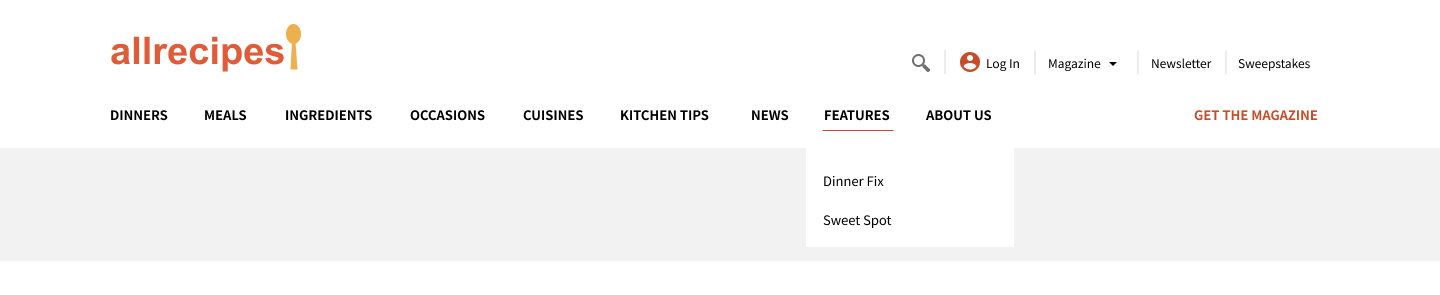 allrecipes
Log In Magazine Newsletter Sweepstakes
DINNERS MEALS INGREDIENTS OCCASIONS CUISINES KITCHEN TIPS NEWS FEATURES ABOUT US GET THE MAGAZINE
Dinner Fix
Sweet Spot